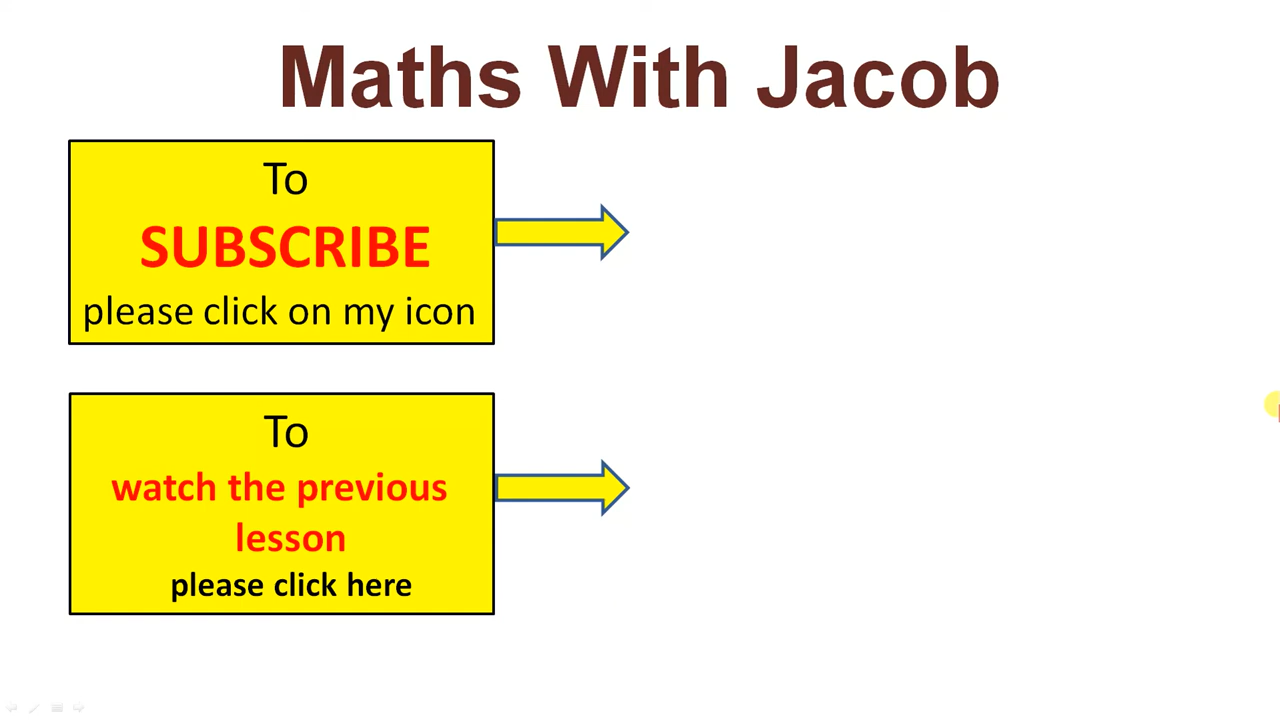 Maths With Jacob
To
SUBSCRIBE
please click on my icon
To
watch the previous
lesson
please click here